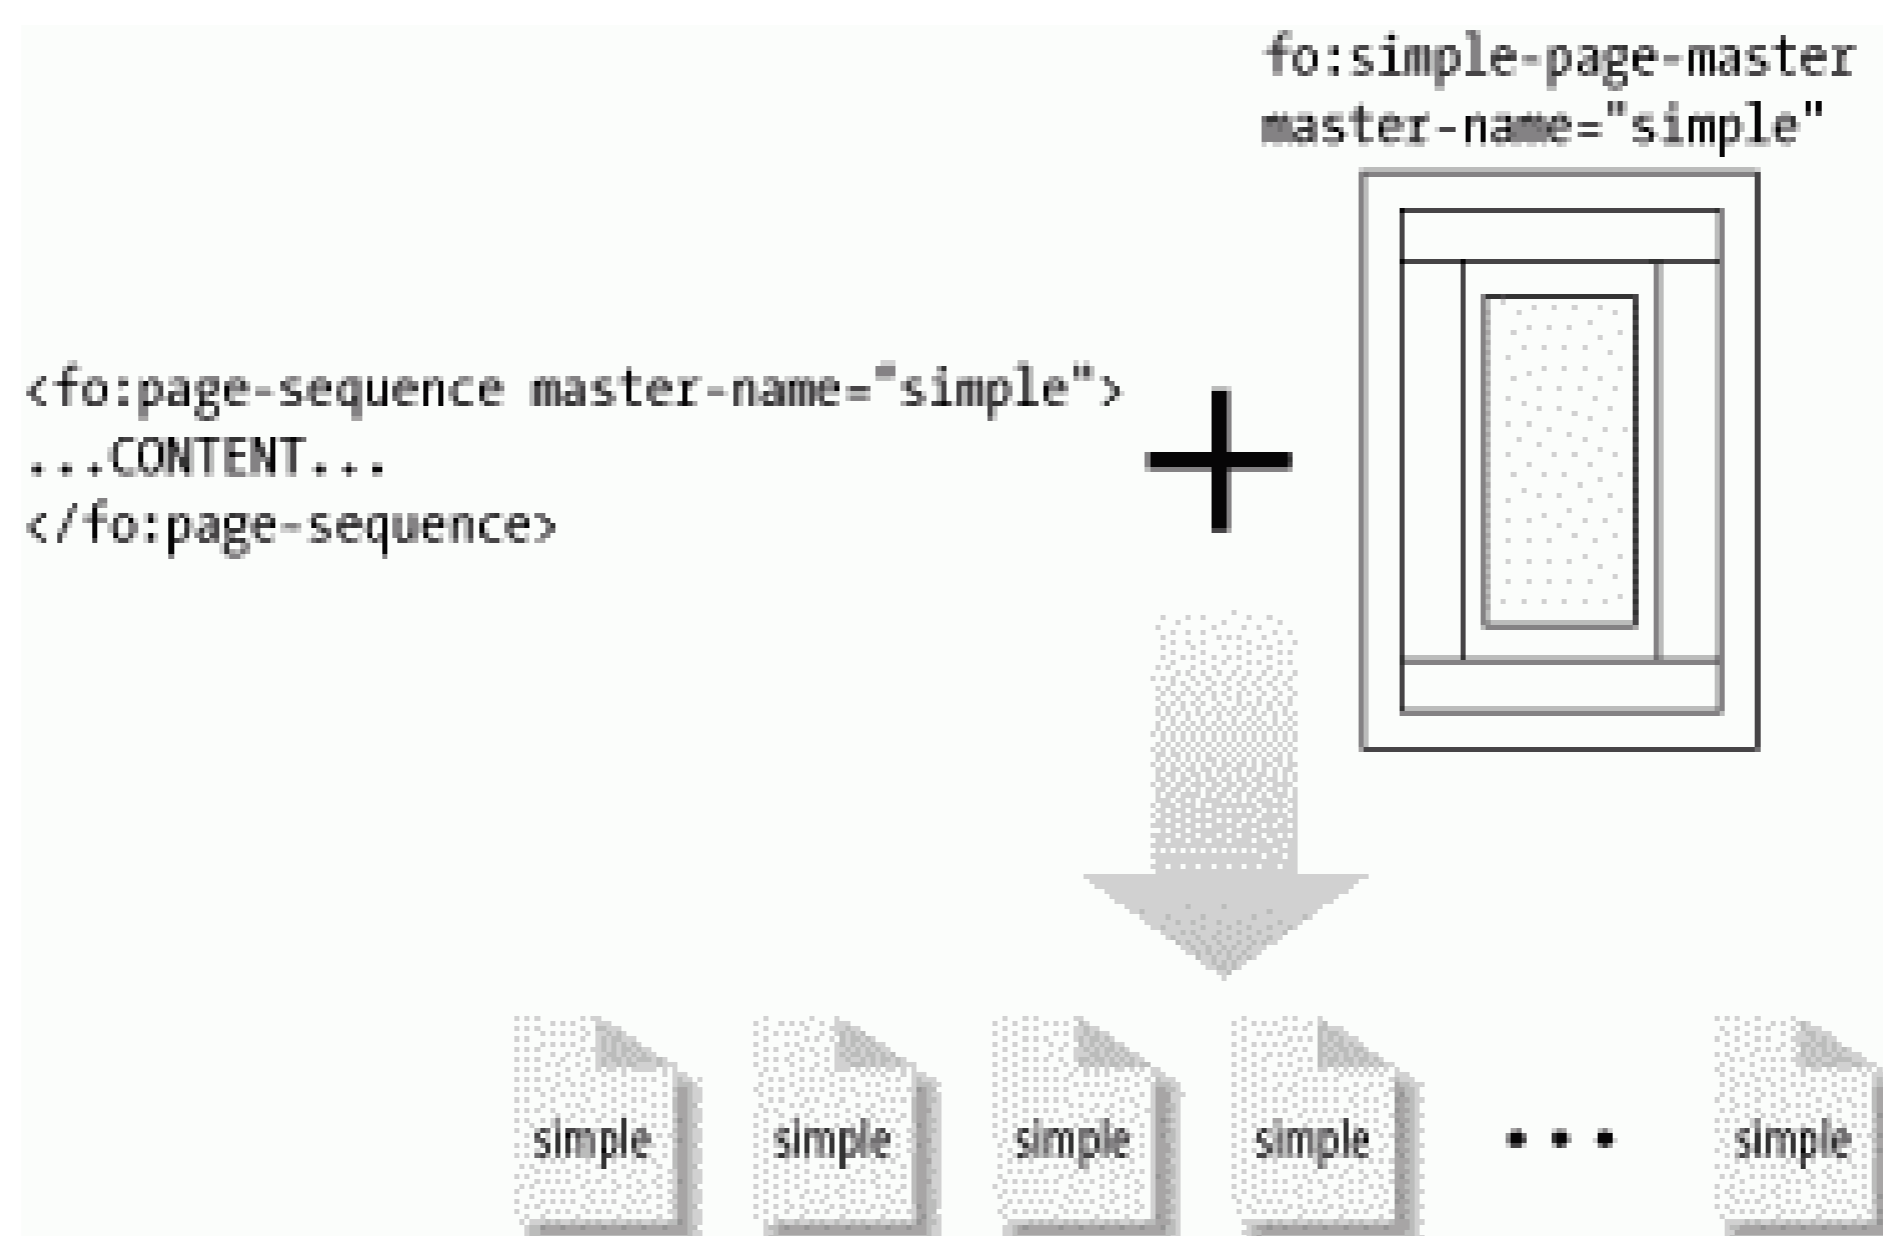 fo:simple-page-master
master-name="simple"
<fo:page-sequence master-name="simple">
...CONTENT...
</fo:page-sequence>
simple simple simple simple ... simple